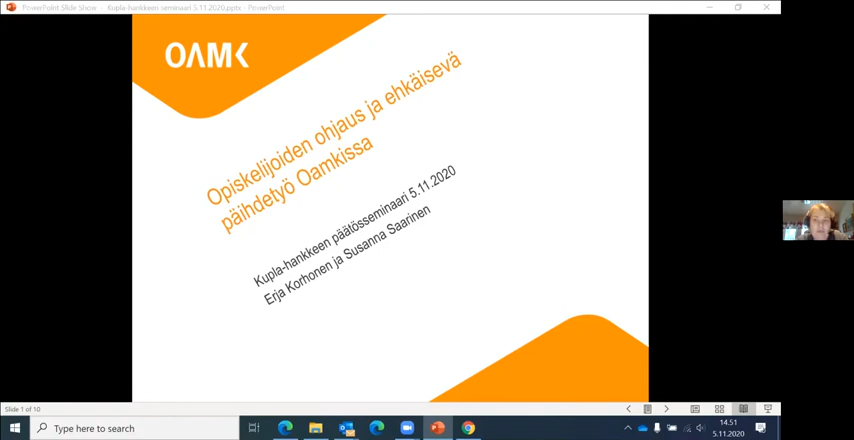 PowerPoint Slide Show - Kupla-hankkeen seminaari 5.11.2020.pptx - PowerPoint
OAMK
Opiskelijoiden ohjaus ja ehkäisevä
päihdetyö Oamkissa
Kupla-hankkeen päätösseminaari 5.11.2020
Erja Korhonen ja Susanna Saarinen
Slide 1 of 10
Type here to search
14.51
5.11.2020